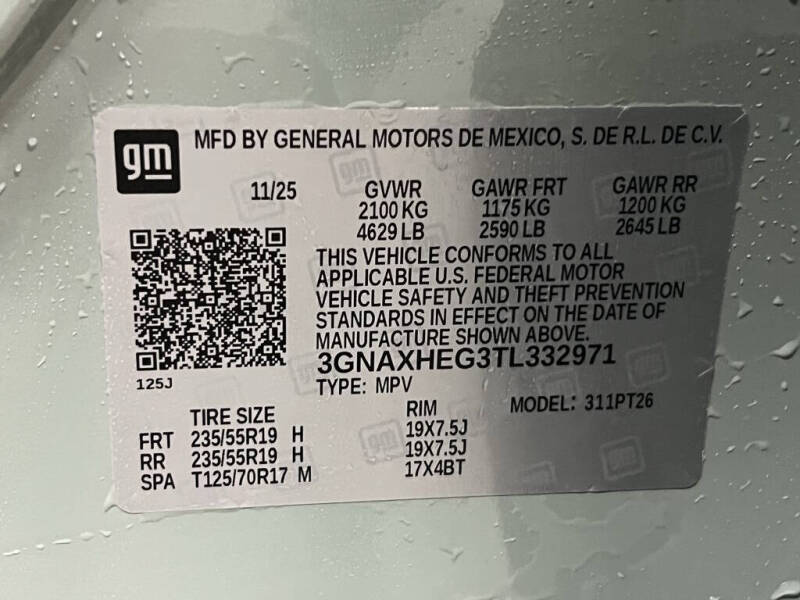 gm MFD BY GENERAL MOTORS DE MEXICO, S. DE R.L. DE C.V.
11/25 GVWR GAWR FRT GAWR RR
2100 KG 1175 KG 1200 KG
4629 LB 2590 LB 2645 LB
THIS VEHICLE CONFORMS TO ALL
APPLICABLE U.S. FEDERAL MOTOR
VEHICLE SAFETY AND THEFT PREVENTION
STANDARDS IN EFFECT ON THE DATE OF
MANUFACTURE SHOWN ABOVE.
3GNAXHEG3TL332971
125J TYPE: MPV
TIRE SIZE RIM MODEL: 311PT26
FRT 235/55R19 H 19X7.5J
RR 235/55R19 H 19X7.5J
SPA T125/70R17 M 17X4BT